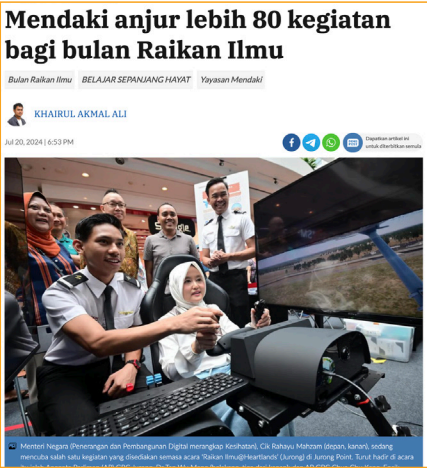 Mendaki anjur lebih 80 kegiatan
bagi bulan Raikan Ilmu
Bulan Raikan Ilmu BELAJAR SEPANJANG HAYAT Yayasan Mendaki
KHAIRUL AKMAL ALI
Jul 20, 2024 | 6:53 PM
Dapatkan artikel ini
untuk diterbitkan semula
Menteri Negara (Penerangan dan Pembangunan Digital merangkap Kesihatan), Cik Rahayu Mahzam (depan, kanan), sedang
mencuba salah satu kegiatan yang disediakan semasa acara 'Raikan Ilmu@Heartlands' (Jurong) di Jurong Point. Turut hadir di acara